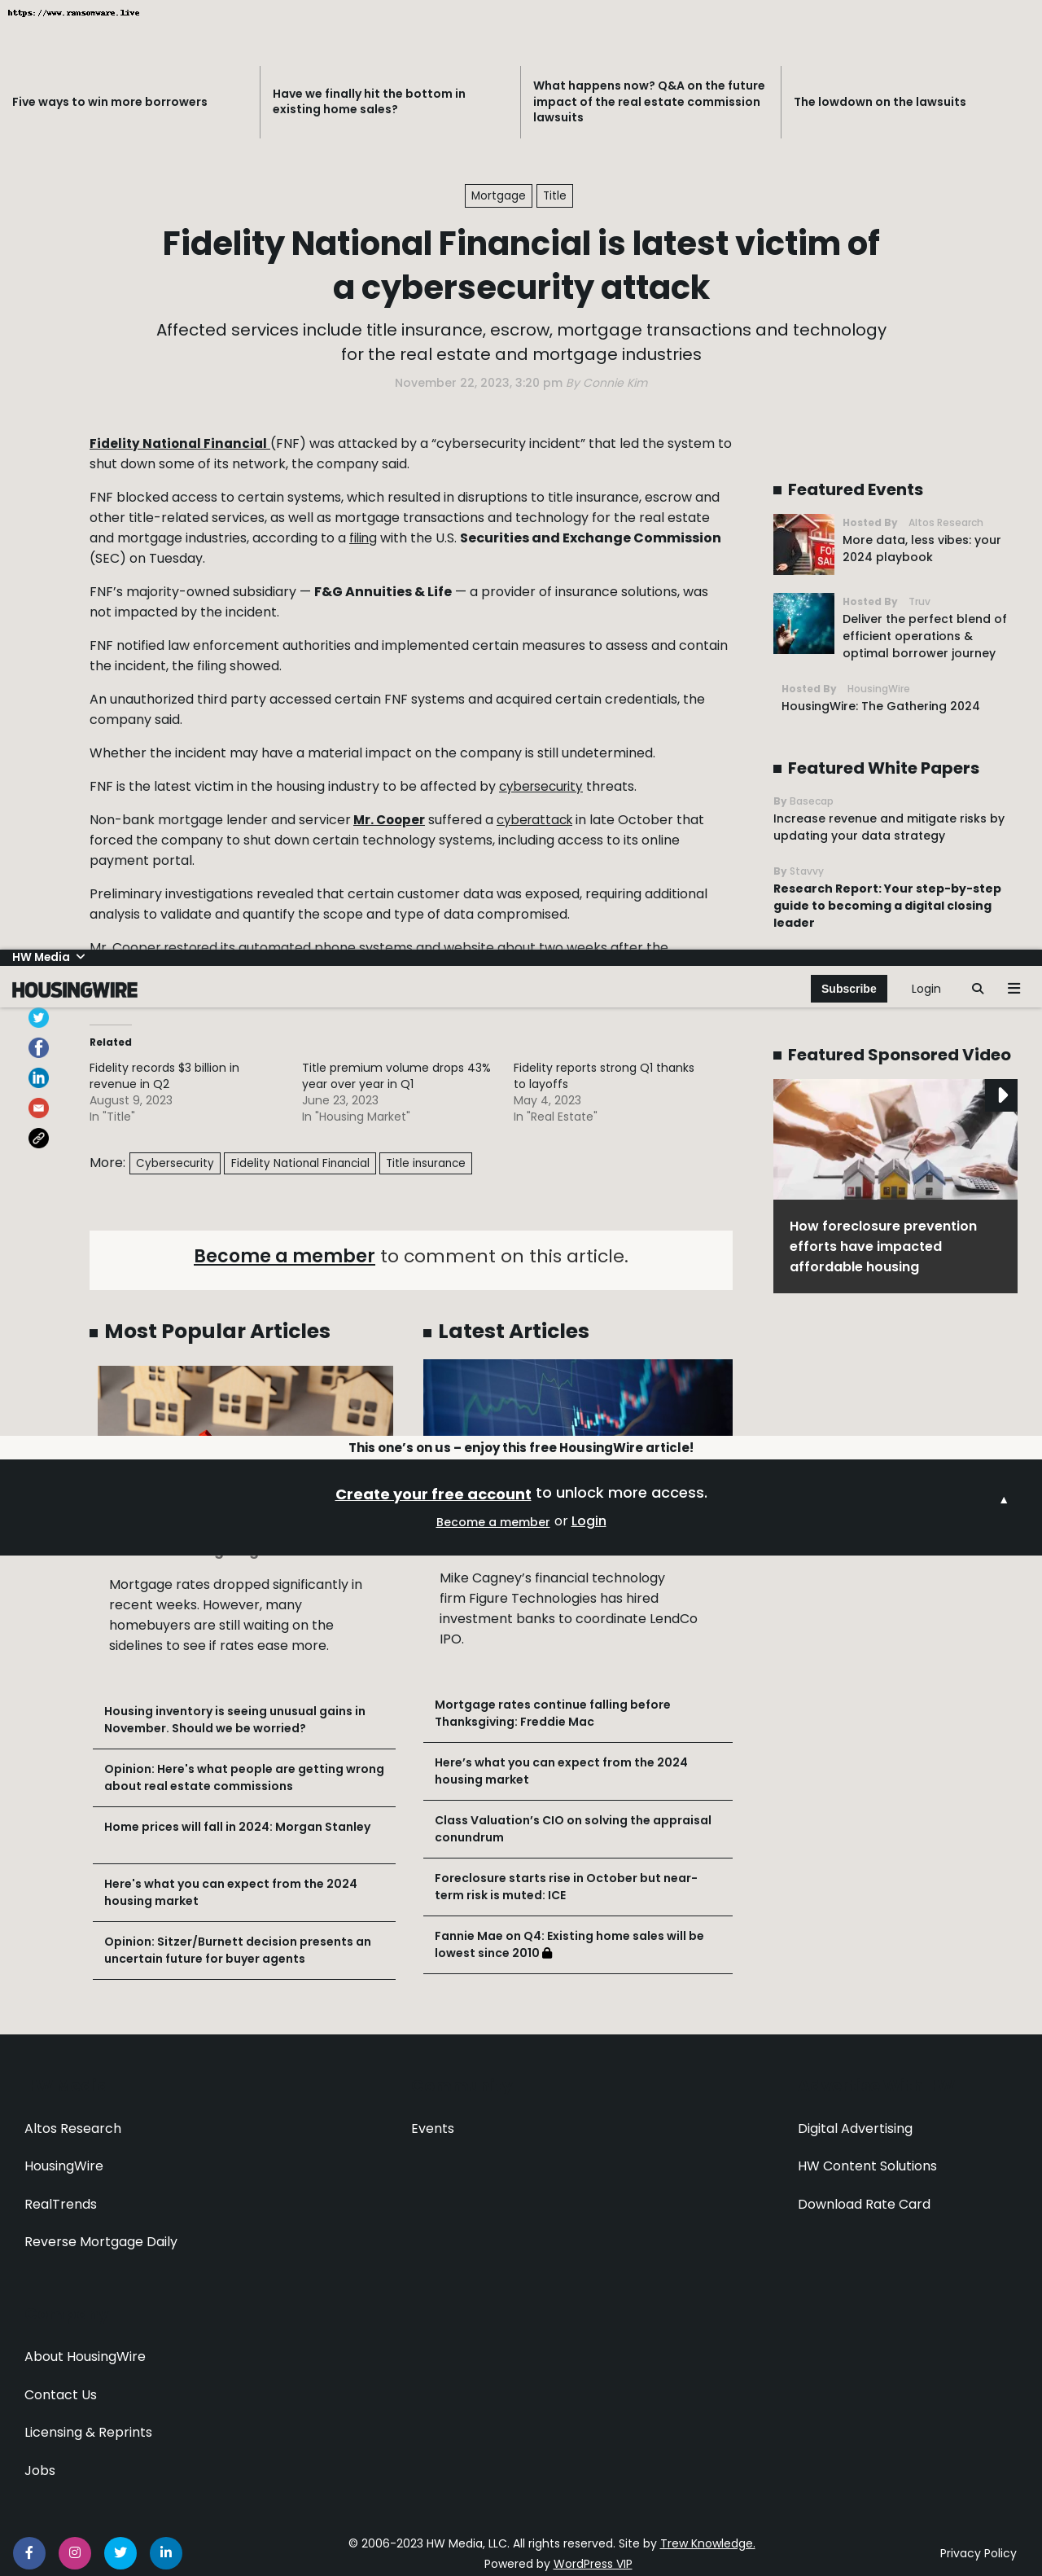 https://www.ransomware.live
Five ways to win more borrowers
Have we finally hit the bottom in
existing home sales?
What happens now? Q&A on the future
impact of the real estate commission
lawsuits
The lowdown on the lawsuits
Mortgage
Title
Fidelity National Financial is latest victim of
a cybersecurity attack
Affected services include title insurance, escrow, mortgage transactions and technology
for the real estate and mortgage industries
November 22, 2023, 3:20 pm By Connie Kim
Fidelity National Financial (FNF) was attacked by a “cybersecurity incident” that led the system to
shut down some of its network, the company said.
FNF blocked access to certain systems, which resulted in disruptions to title insurance, escrow and
other title-related services, as well as mortgage transactions and technology for the real estate
and mortgage industries, according to a filing with the U.S. Securities and Exchange Commission
(SEC) on Tuesday.
FNF’s majority-owned subsidiary — F&G Annuities & Life — a provider of insurance solutions, was
not impacted by the incident.
FNF notified law enforcement authorities and implemented certain measures to assess and contain
the incident, the filing showed.
An unauthorized third party accessed certain FNF systems and acquired certain credentials, the
company said.
Whether the incident may have a material impact on the company is still undetermined.
FNF is the latest victim in the housing industry to be affected by cybersecurity threats.
Non-bank mortgage lender and servicer Mr. Cooper suffered a cyberattack in late October that
forced the company to shut down certain technology systems, including access to its online
payment portal.
Preliminary investigations revealed that certain customer data was exposed, requiring additional
analysis to validate and quantify the scope and type of data compromised.
Mr. Cooper restored its automated phone systems and website about two weeks after the
Featured Events
Hosted By Altos Research
More data, less vibes: your
2024 playbook
Hosted By Truv
Deliver the perfect blend of
efficient operations &
optimal borrower journey
Hosted By HousingWire
HousingWire: The Gathering 2024
Featured White Papers
By Basecap
Increase revenue and mitigate risks by
updating your data strategy
By Stavvy
Research Report: Your step-by-step
guide to becoming a digital closing
leader
HW Media
HOUSINGWIRE
Subscribe
Login
Related
Fidelity records $3 billion in
revenue in Q2
August 9, 2023
In "Title"
Title premium volume drops 43%
year over year in Q1
June 23, 2023
In "Housing Market"
Fidelity reports strong Q1 thanks
to layoffs
May 4, 2023
In "Real Estate"
More: Cybersecurity Fidelity National Financial Title insurance
Featured Sponsored Video
FOR
SALE
How foreclosure prevention
efforts have impacted
affordable housing
Become a member to comment on this article.
Most Popular Articles
Latest Articles
This one’s on us – enjoy this free HousingWire article!
Create your free account to unlock more access.
Become a member or Login
Mortgage rates dropped significantly in
recent weeks. However, many
homebuyers are still waiting on the
sidelines to see if rates ease more.
Mike Cagney’s financial technology
firm Figure Technologies has hired
investment banks to coordinate LendCo
IPO.
Housing inventory is seeing unusual gains in
November. Should we be worried?
Opinion: Here's what people are getting wrong
about real estate commissions
Home prices will fall in 2024: Morgan Stanley
Here's what you can expect from the 2024
housing market
Opinion: Sitzer/Burnett decision presents an
uncertain future for buyer agents
Mortgage rates continue falling before
Thanksgiving: Freddie Mac
Here’s what you can expect from the 2024
housing market
Class Valuation’s CIO on solving the appraisal
conundrum
Foreclosure starts rise in October but near-
term risk is muted: ICE
Fannie Mae on Q4: Existing home sales will be
lowest since 2010
Altos Research
HousingWire
RealTrends
Reverse Mortgage Daily
Events
Digital Advertising
HW Content Solutions
Download Rate Card
About HousingWire
Contact Us
Licensing & Reprints
Jobs
© 2006-2023 HW Media, LLC. All rights reserved. Site by Trew Knowledge.
Powered by WordPress VIP
Privacy Policy